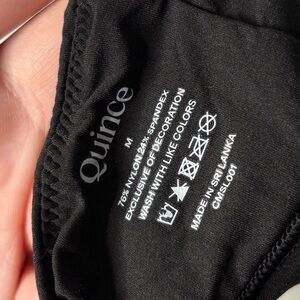 Quince
M
76% NYLON 24% SPANDEX
EXCLUSIVE OF DECORATION
WASH WITH LIKE COLORS
MADE IN SRI LANKA
CMSL001